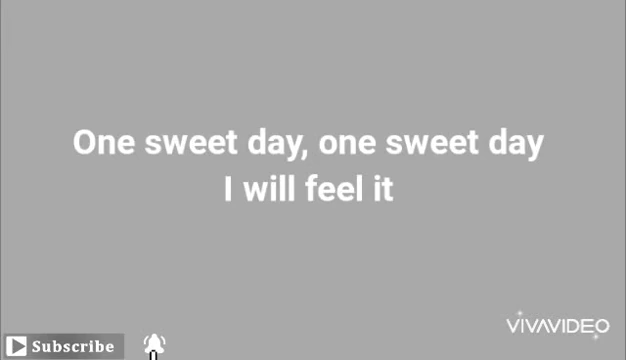 One sweet day, one sweet day
I will feel it
VIVAVIDEO
Subscribe